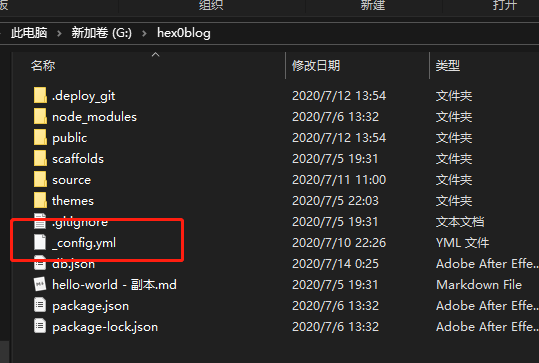 组织 新建 打开
此电脑 > 新加卷 (G:) > hex0blog
名称 修改日期 类型
.deploy_git 2020/7/12 13:54 文件夹
node_modules 2020/7/6 13:32 文件夹
public 2020/7/12 13:54 文件夹
scaffolds 2020/7/5 19:31 文件夹
source 2020/7/11 11:00 文件夹
themes 2020/7/5 22:03 文件夹
.gitignore 2020/7/5 19:31 文本文档
_config.yml 2020/7/10 22:26 YML 文件
db.json 2020/7/14 0:25 Adobe After Effe...
hello-world - 副本.md 2020/7/5 19:31 Markdown File
package.json 2020/7/6 13:32 Adobe After Effe...
package-lock.json 2020/7/6 13:32 Adobe After Effe...